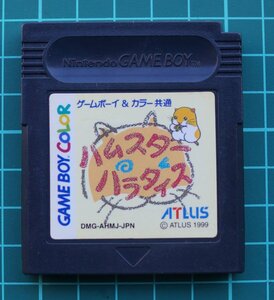 Nintendo GAME BOY
ゲームボーイ & カラー共通
GAME BOY COLOR
ハムスター
パラダイス
ATLUS
DMG-AHMJ-JPN
© ATLUS 1999